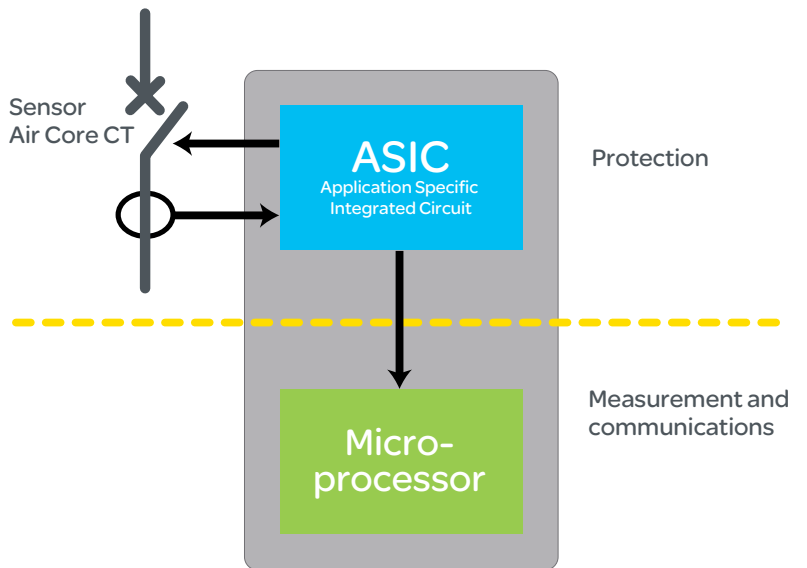 Sensor
Air Core CT
ASIC
Application Specific
Integrated Circuit
Protection
Measurement and
communications
Micro-
processor